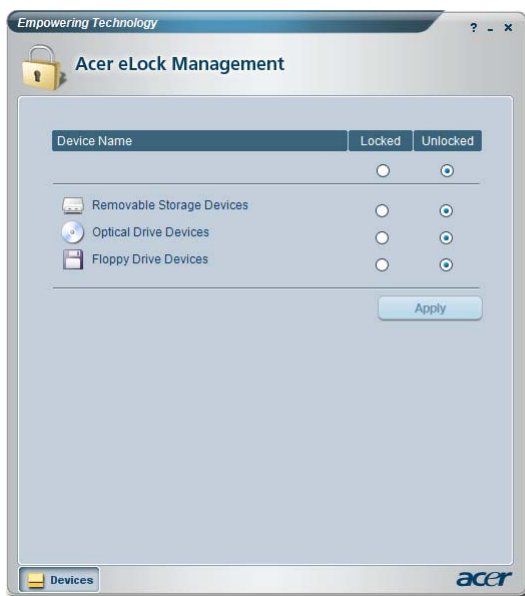 Empowering Technology
? - x
Acer eLock Management
Device Name Locked Unlocked
Removable Storage Devices
Optical Drive Devices
Floppy Drive Devices
Apply
Devices
acer